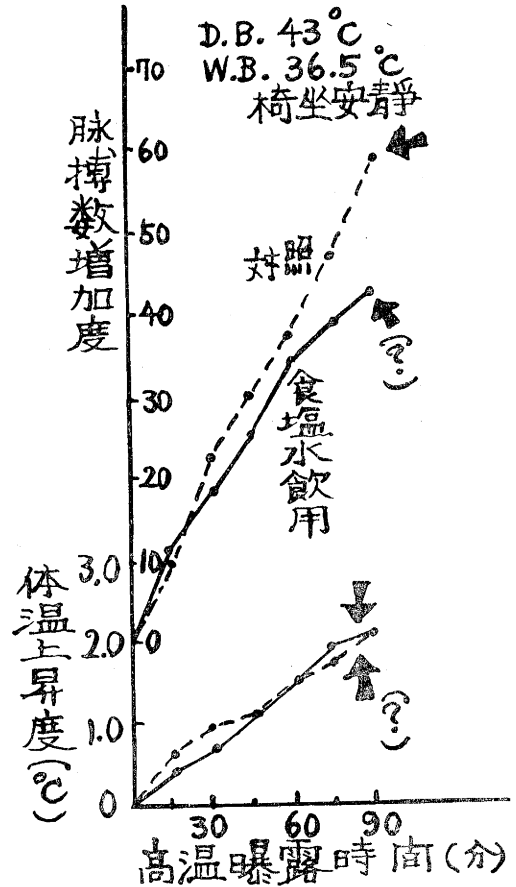 D.B. 43°C
W.B. 36.5°C
椅坐安静
脉搏数増加度
70
60
50
40
30
20
10
0
対照
(?)
食塩水飲用
体温上昇度(°C)
3.0
2.0
1.0
0
(?)
30 60 90
高温曝露時間(分)